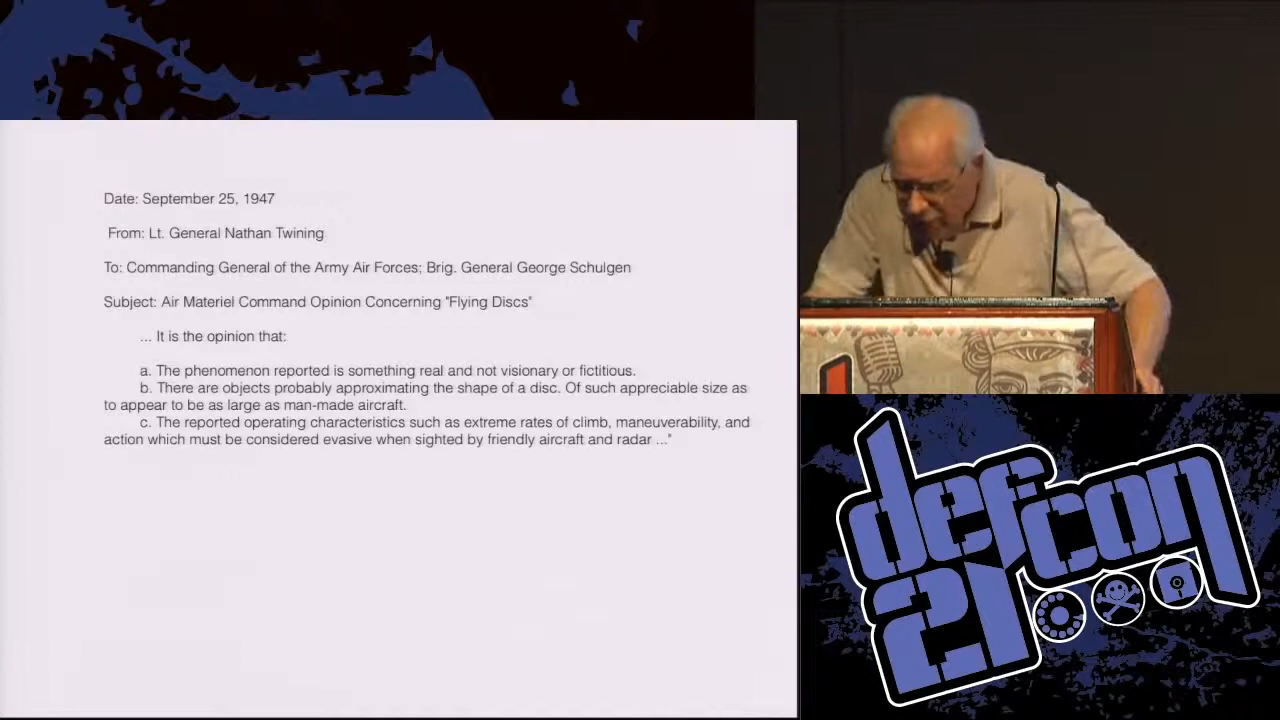 Date: September 25, 1947
From: Lt. General Nathan Twining
To: Commanding General of the Army Air Forces; Brig. General George Schulgen
Subject: Air Materiel Command Opinion Concerning "Flying Discs"
... It is the opinion that:
a. The phenomenon reported is something real and not visionary or fictitious.
b. There are objects probably approximating the shape of a disc. Of such appreciable size as
to appear to be as large as man-made aircraft.
c. The reported operating characteristics such as extreme rates of climb, maneuverability, and
action which must be considered evasive when sighted by friendly aircraft and radar ..."
defcon
21